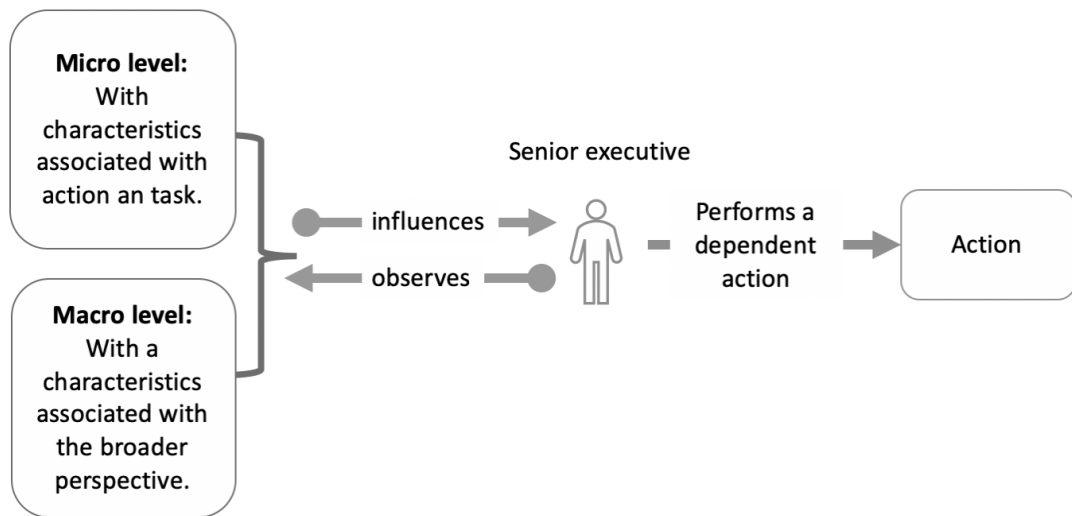 Micro level:
With
characteristics
associated with
action an task.
Macro level:
With a
characteristics
associated with
the broader
perspective.
influences
observes
Senior executive
Performs a
dependent
action
Action